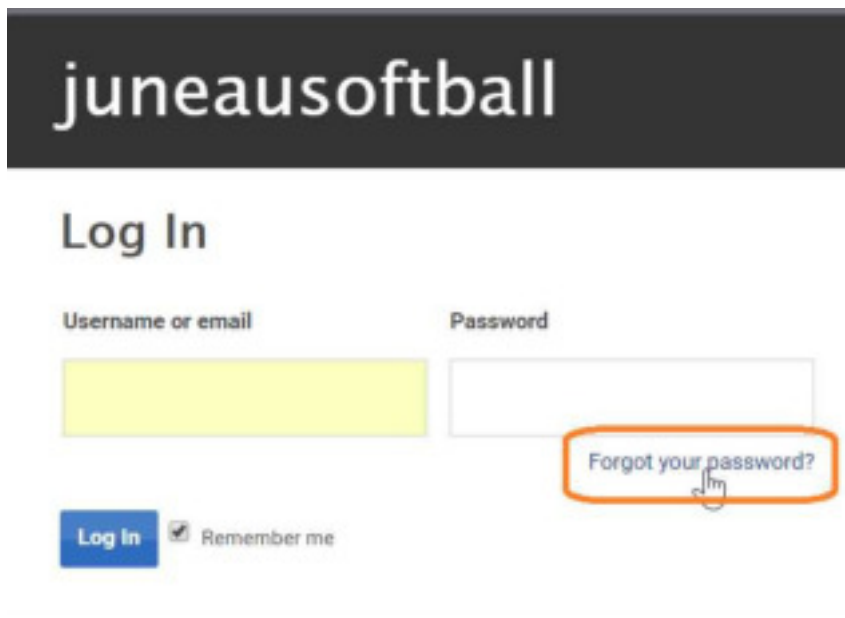 juneausoftball
Log In
Username or email
Password
Forgot your password?
Log In
Remember me